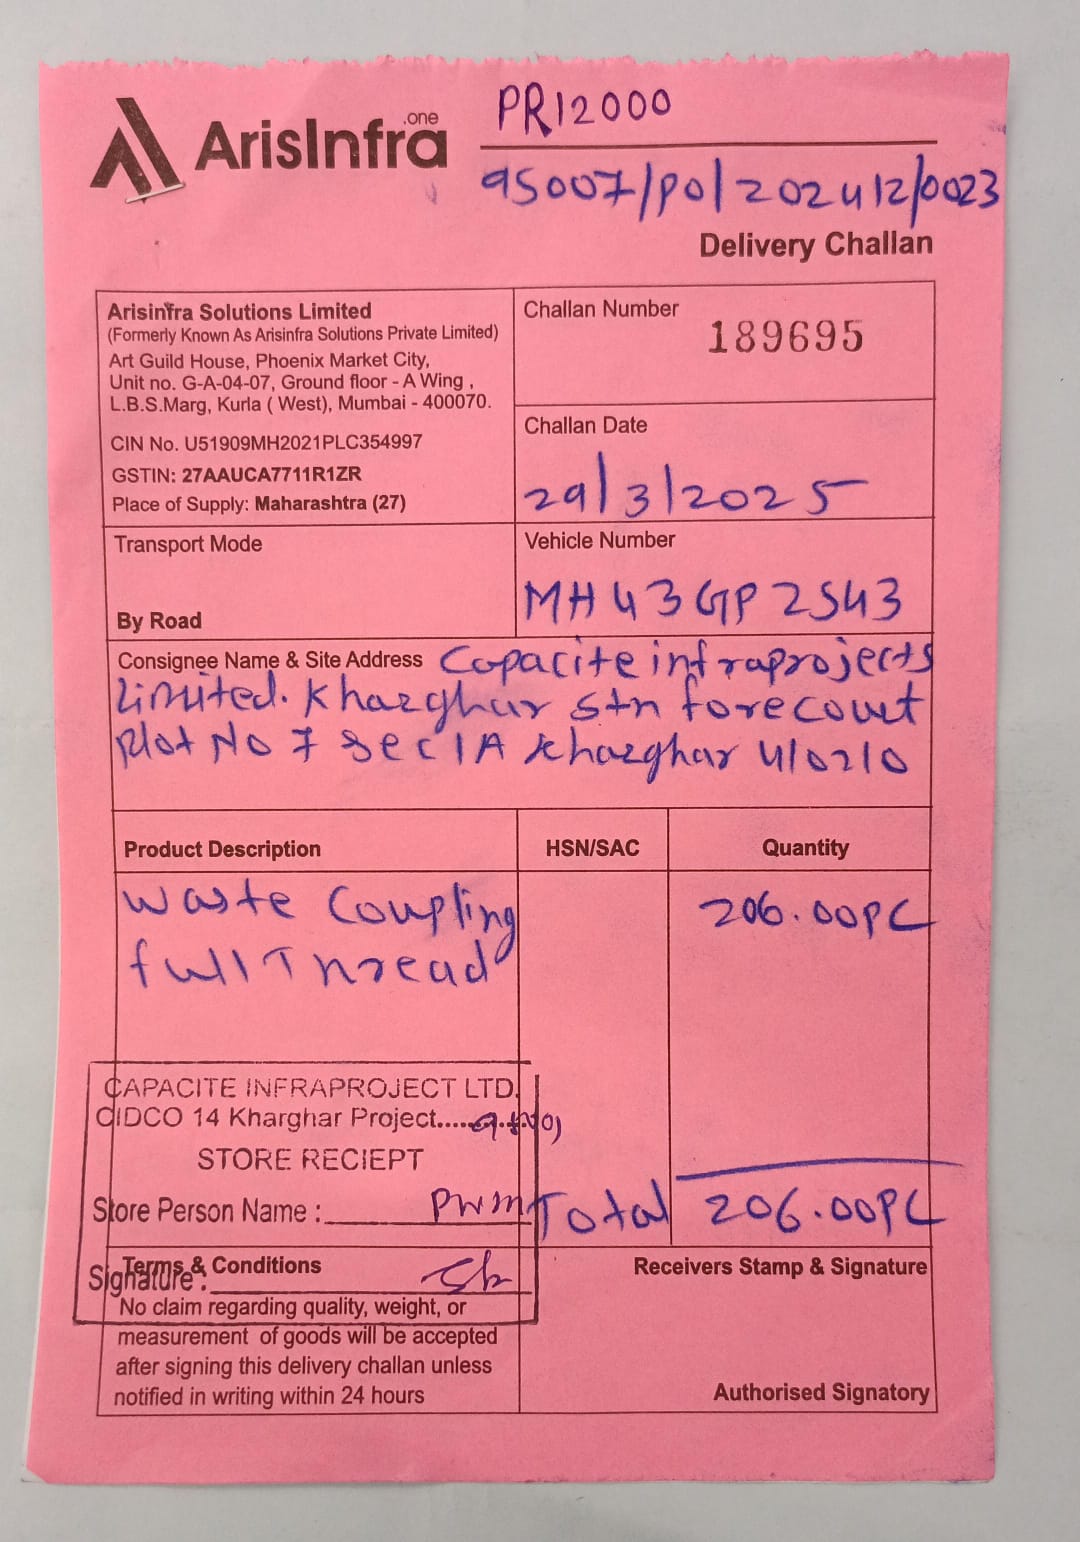 .one
ArisInfra
PR12000
95007/PO/202412/0023
Delivery Challan
Arisinfra Solutions Limited
(Formerly Known As Arisinfra Solutions Private Limited)
Art Guild House, Phoenix Market City,
Unit no. G-A-04-07, Ground floor - A Wing ,
L.B.S.Marg, Kurla ( West), Mumbai - 400070.
CIN No. U51909MH2021PLC354997
GSTIN: 27AAUCA7711R1ZR
Place of Supply: Maharashtra (27)
Challan Number
189695
Challan Date
29/3/2025
Transport Mode
By Road
Vehicle Number
MH43GP2543
Consignee Name & Site Address Capacite infraprojects
Limited. Kharghar stn forecourt
plot No 7 sec 1A kharghar 410210
Product Description HSN/SAC Quantity
Waste Coupling 206.00PC
full Thread
CAPACITE INFRAPROJECT LTD.
CIDCO 14 Kharghar Project.....
STORE RECIEPT
Store Person Name : PWM
Total 206.00PC
Signature :
Terms & Conditions
No claim regarding quality, weight, or
measurement of goods will be accepted
after signing this delivery challan unless
notified in writing within 24 hours
Receivers Stamp & Signature
Authorised Signatory